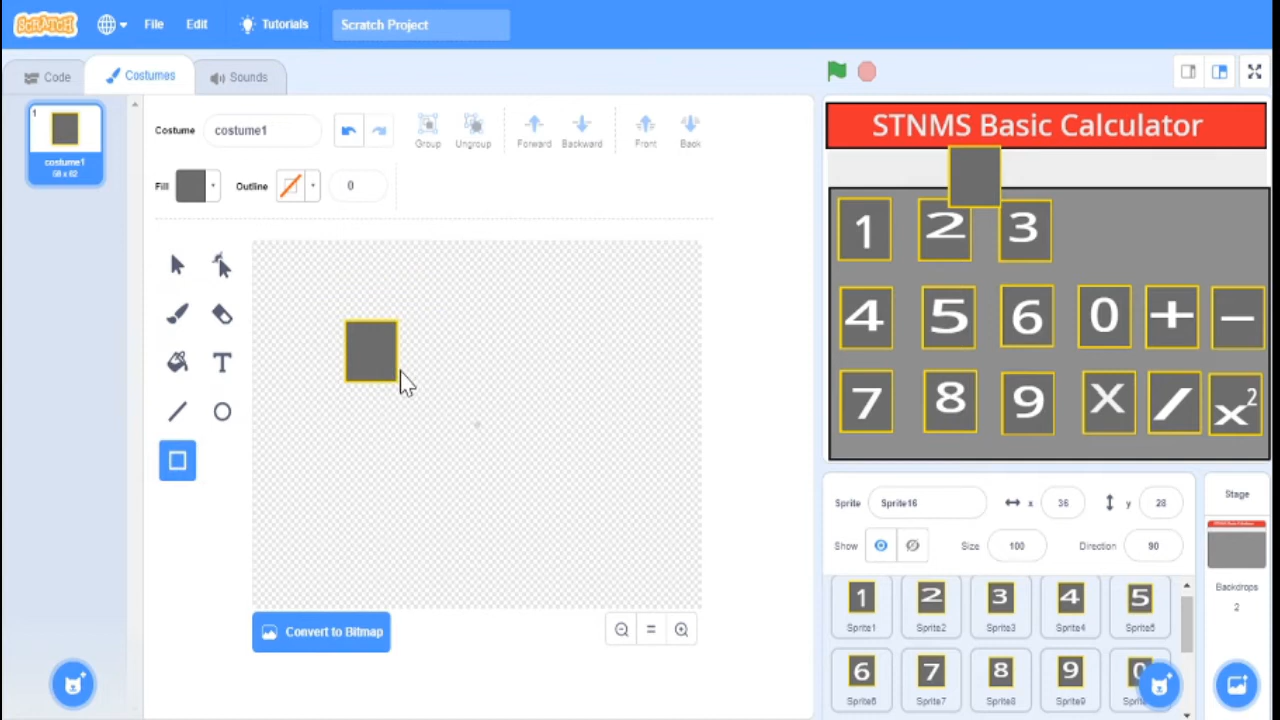 SCRATCH File Edit Tutorials Scratch Project
Code Costumes Sounds
1
costume1
58 x 62
Costume costume1 Group Ungroup Forward Backward Front Back
Fill Outline 0
T
Convert to Bitmap
STNMS Basic Calculator
1 2 3
4 5 6 0 + −
7 8 9 X / x²
Sprite Sprite16 x 36 y 28
Show Size 100 Direction 90
Stage
Backdrops
2
1 2 3 4 5
Sprite1 Sprite2 Sprite3 Sprite4 Sprite5
6 7 8 9 0
Sprite6 Sprite7 Sprite8 Sprite9